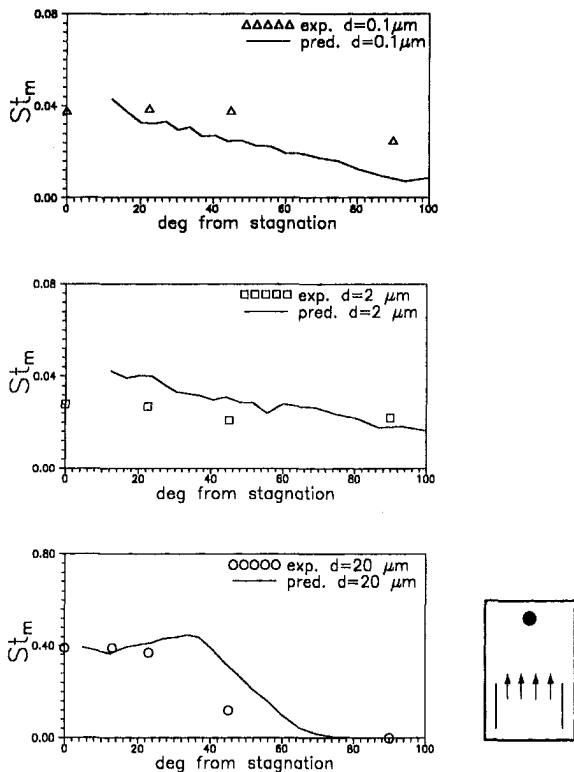 0.08
△△△△△ exp. d=0.1μm
pred. d=0.1μm
St_m
0.04
0.00
0 20 40 60 80 100
deg from stagnation
0.08
□□□□□ exp. d=2 μm
pred. d=2 μm
St_m
0.04
0.00
0 20 40 60 80 100
deg from stagnation
0.80
○○○○○ exp. d=20 μm
pred. d=20 μm
St_m
0.40
0.00
0 20 40 60 80 100
deg from stagnation